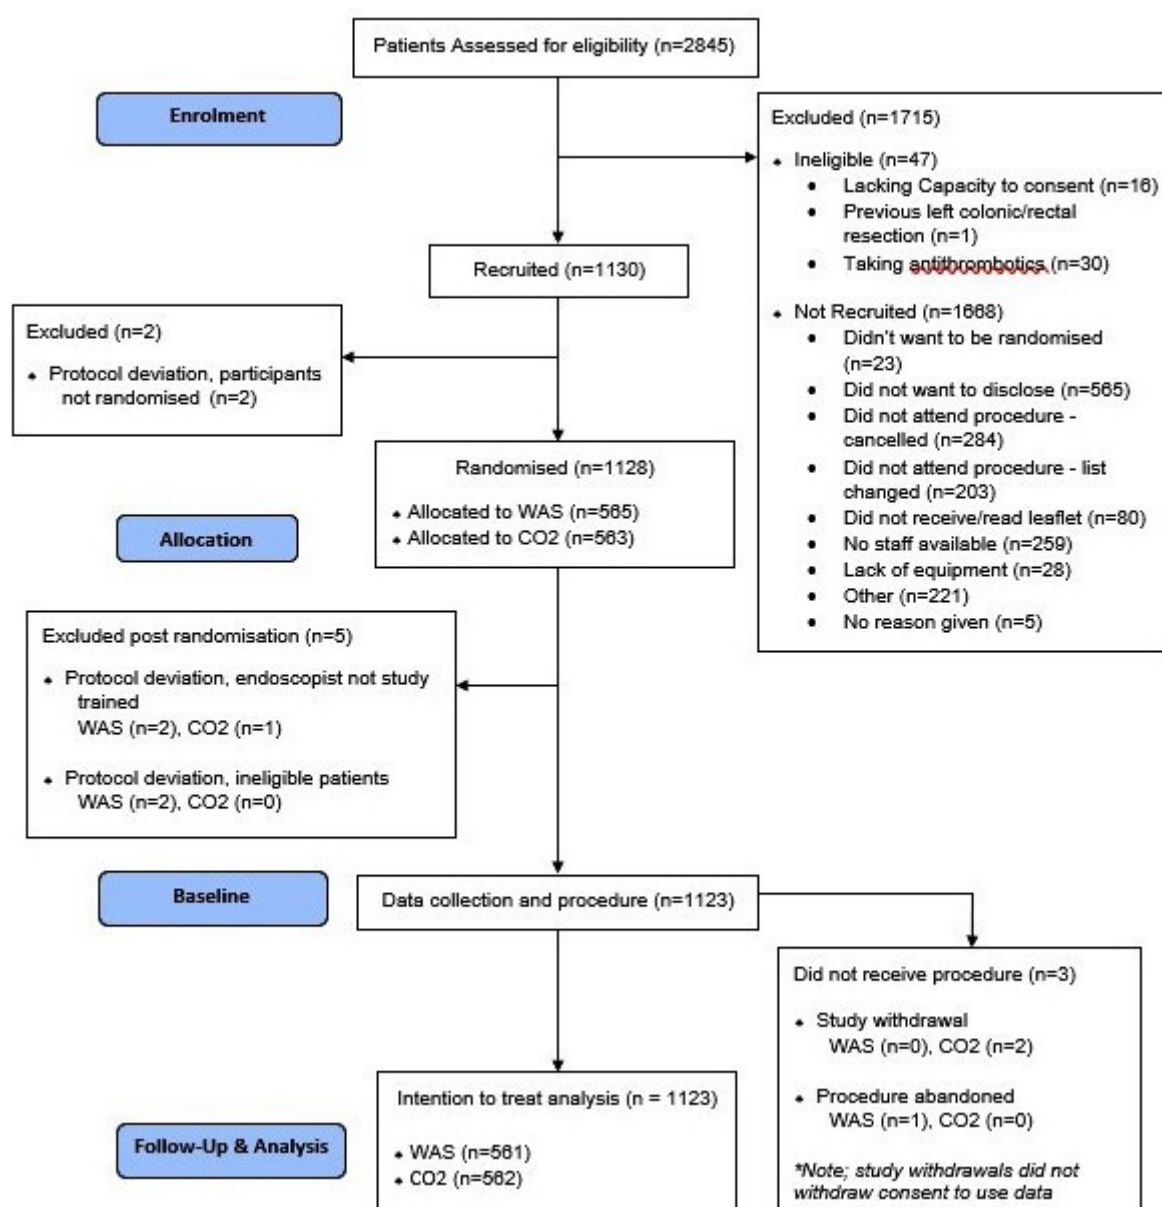 Patients Assessed for eligibility (n=2845)
Enrolment
Excluded (n=1715)
Ineligible (n=47)
Lacking Capacity to consent (n=16)
Previous left colonic/rectal
resection (n=1)
Taking antithrombotics (n=30)
Not Recruited (n=1668)
Didn't want to be randomised
(n=23)
Did not want to disclose (n=565)
Did not attend procedure -
cancelled (n=284)
Did not attend procedure - list
changed (n=203)
Did not receive/read leaflet (n=80)
No staff available (n=259)
Lack of equipment (n=28)
Other (n=221)
No reason given (n=5)
Recruited (n=1130)
Excluded (n=2)
Protocol deviation, participants
not randomised (n=2)
Randomised (n=1128)
Allocated to WAS (n=565)
Allocated to CO2 (n=563)
Allocation
Excluded post randomisation (n=5)
Protocol deviation, endoscopist not study
trained
WAS (n=2), CO2 (n=1)
Protocol deviation, ineligible patients
WAS (n=2), CO2 (n=0)
Baseline
Data collection and procedure (n=1123)
Did not receive procedure (n=3)
Study withdrawal
WAS (n=0), CO2 (n=2)
Procedure abandoned
WAS (n=1), CO2 (n=0)
*Note; study withdrawals did not
withdraw consent to use data
Follow-Up & Analysis
Intention to treat analysis (n = 1123)
WAS (n=561)
CO2 (n=562)